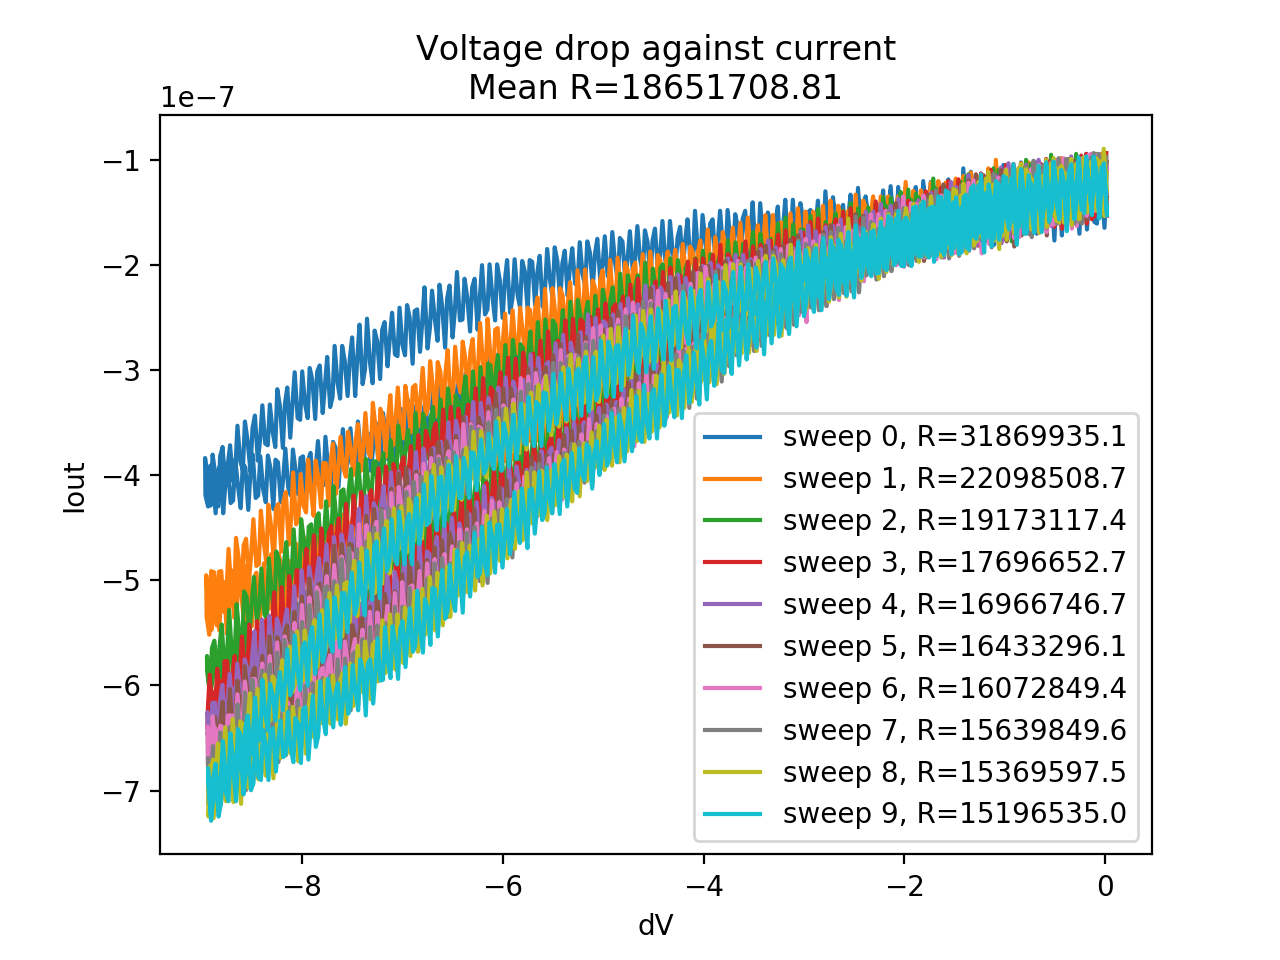 Voltage drop against current
Mean R=18651708.81
1e−7
−1
−2
−3
−4
−5
−6
−7
Iout
sweep 0, R=31869935.1
sweep 1, R=22098508.7
sweep 2, R=19173117.4
sweep 3, R=17696652.7
sweep 4, R=16966746.7
sweep 5, R=16433296.1
sweep 6, R=16072849.4
sweep 7, R=15639849.6
sweep 8, R=15369597.5
sweep 9, R=15196535.0
−8 −6 −4 −2 0
dV